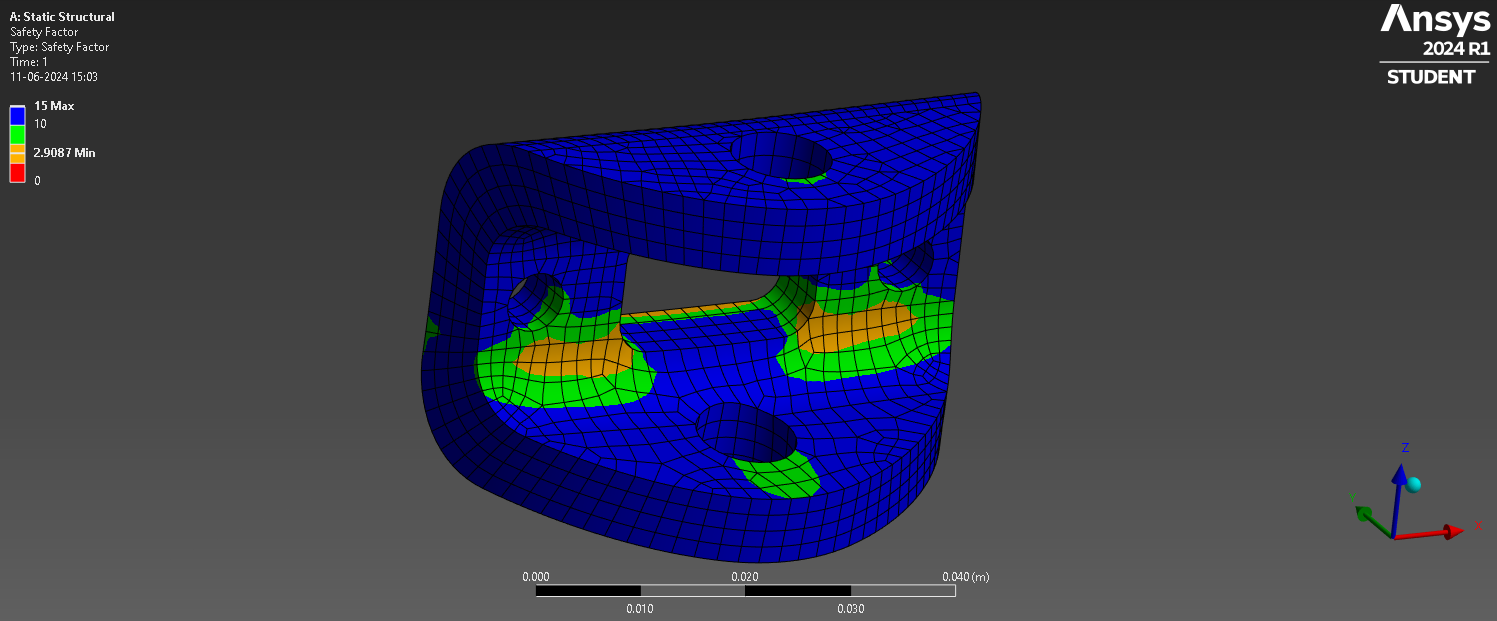 A: Static Structural
Safety Factor
Type: Safety Factor
Time: 1
11-06-2024 15:03
15 Max
10
2.9087 Min
0
Ansys
2024 R1
STUDENT
Z
Y
X
0.000 0.020 0.040 (m)
0.010 0.030